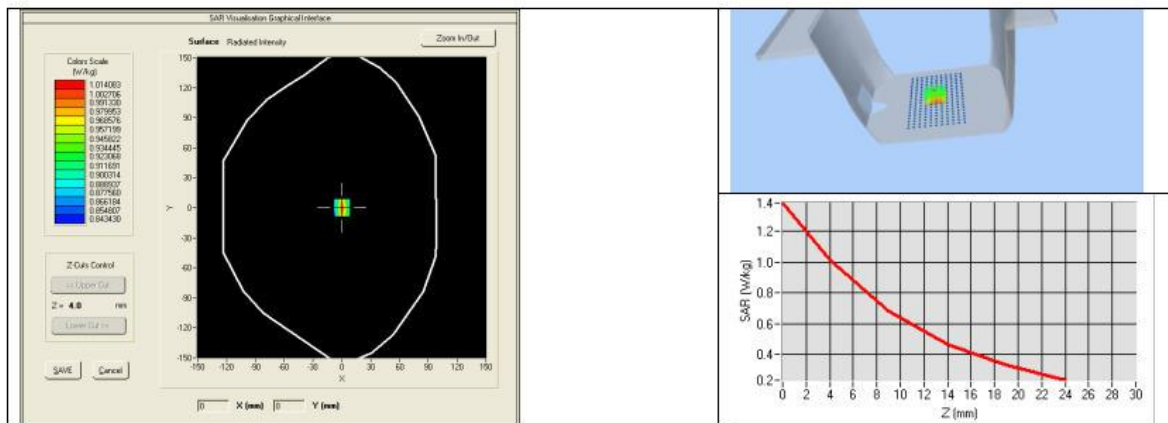 SAR Visualisation Graphical Interface
Surface Radiated Intensity
Zoom In/Out
Colors Scale
(W/kg)
1.014083
1.002706
0.991330
0.979953
0.968576
0.957199
0.945822
0.934445
0.923068
0.911691
0.900314
0.888937
0.877560
0.866184
0.854807
0.843430
Z-Cuts Control
<< Upper Cut
Z = 4.0 mm
Lower Cut >>
SAVE Cancel
150
120
90
60
30
0
-30
-60
-90
-120
-150
Y
-150 -120 -90 -60 -30 0 30 60 90 120 150
X
0 X (mm) 0 Y (mm)
1.4
1.2
1.0
0.8
0.6
0.4
0.2
SAR (W/kg)
0 2 4 6 8 10 12 14 16 18 20 22 24 26 28 30
Z (mm)